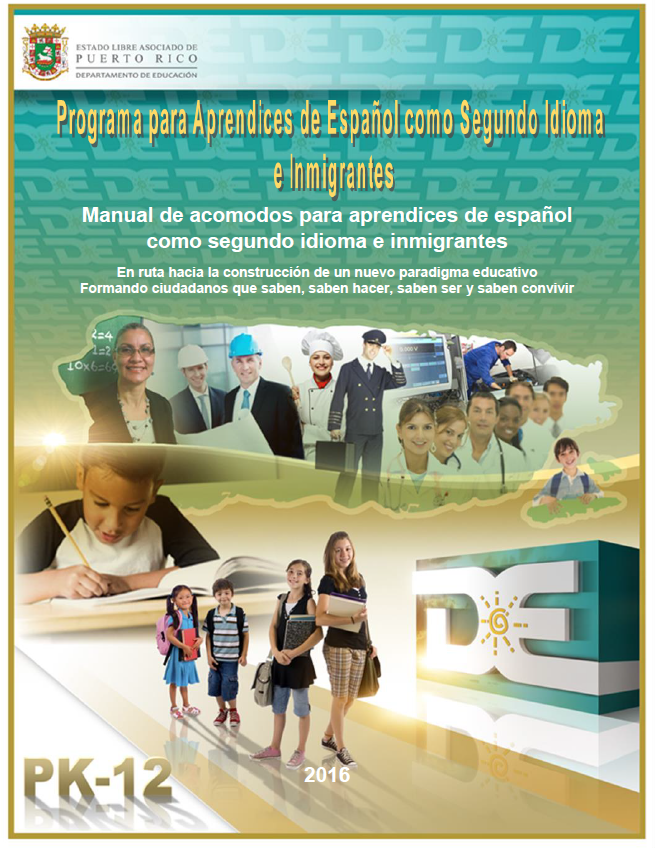 ESTADO LIBRE ASOCIADO DE
PUERTO RICO
DEPARTAMENTO DE EDUCACIÓN
Programa para Aprendices de Español como Segundo Idioma
e Inmigrantes
Manual de acomodos para aprendices de español
como segundo idioma e inmigrantes
En ruta hacia la construcción de un nuevo paradigma educativo
Formando ciudadanos que saben, saben hacer, saben ser y saben convivir
DE
PK-12
2016